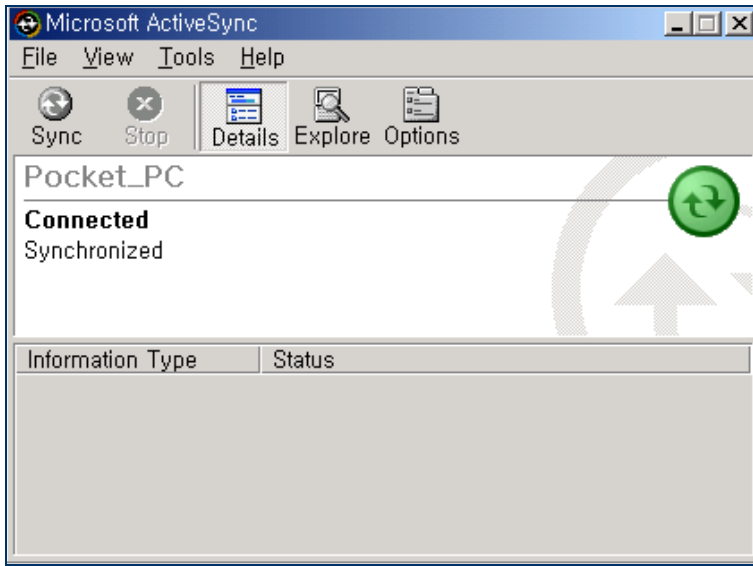 Microsoft ActiveSync
File View Tools Help
Sync Stop Details Explore Options
Pocket_PC
Connected
Synchronized
Information Type Status